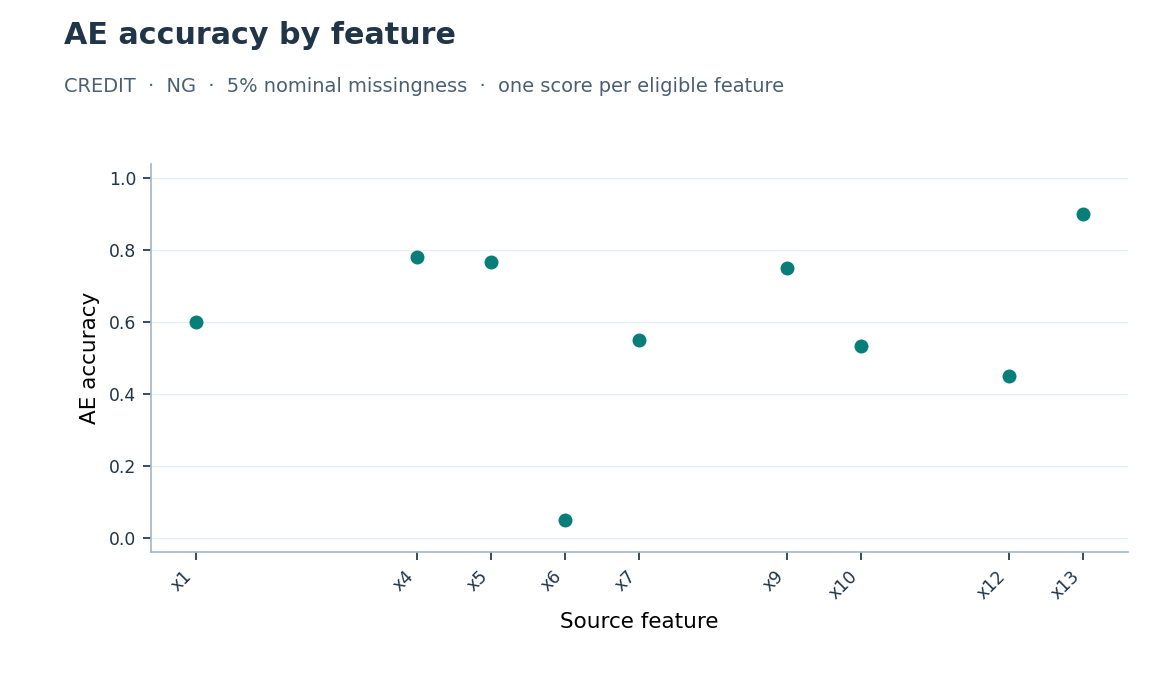 AE accuracy by feature
CREDIT · NG · 5% nominal missingness · one score per eligible feature
1.0
0.8
0.6
0.4
0.2
0.0
AE accuracy
x1
x4
x5
x6
x7
x9
x10
x12
x13
Source feature